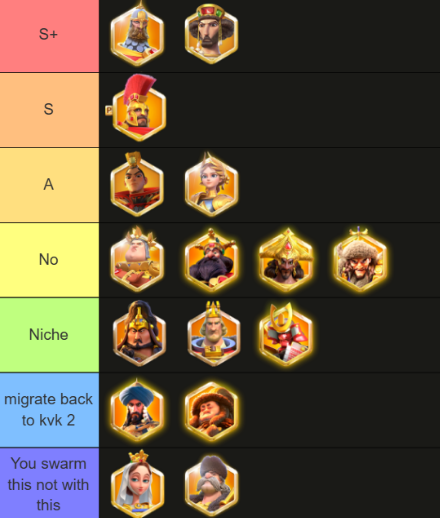 S+
S
A
No
Niche
migrate back
to kvk 2
You swarm
this not with
this